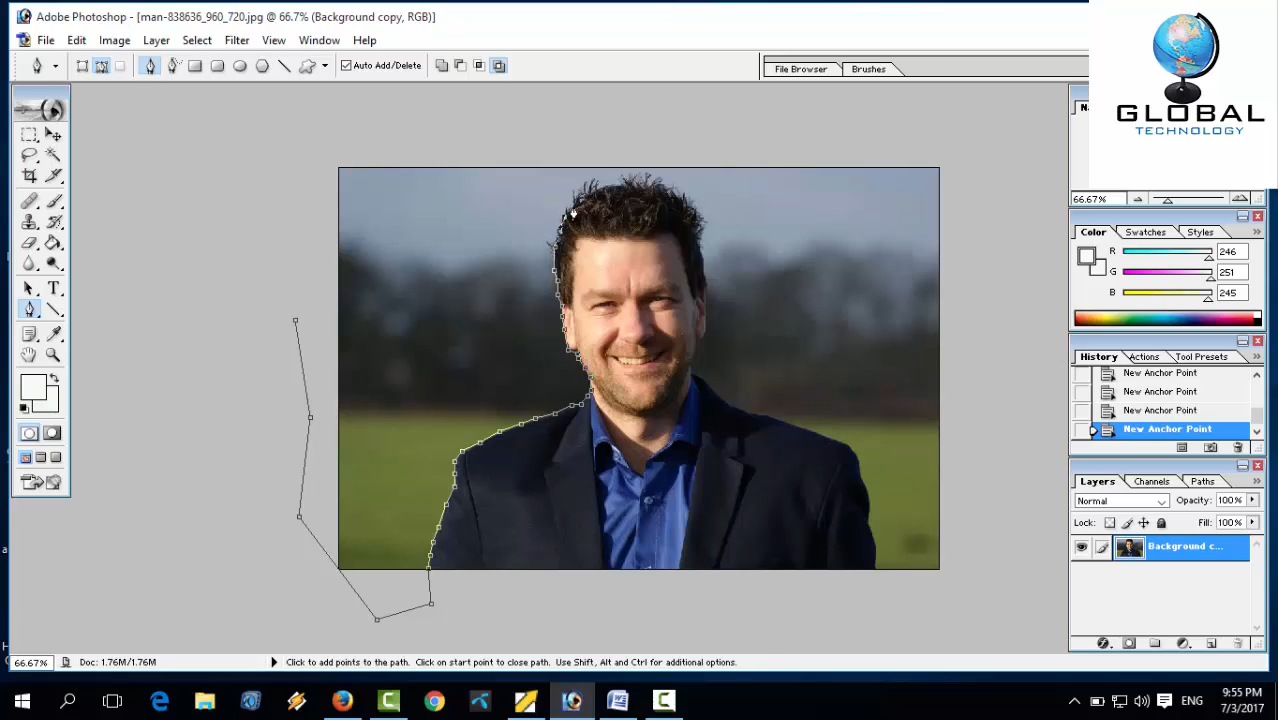 Adobe Photoshop - [man-838636_960_720.jpg @ 66.7% (Background copy, RGB)]
File Edit Image Layer Select Filter View Window Help
Auto Add/Delete
File Browser
Brushes
GLOBAL
TECHNOLOGY
66.67%
Color Swatches Styles
R 246
G 251
B 245
History Actions Tool Presets
New Anchor Point
New Anchor Point
New Anchor Point
New Anchor Point
Layers Channels Paths
Normal Opacity: 100%
Lock: Fill: 100%
Background c...
66.67% Doc: 1.76M/1.76M Click to add points to the path. Click on start point to close path. Use Shift, Alt and Ctrl for additional options.
ENG
9:55 PM
7/3/2017